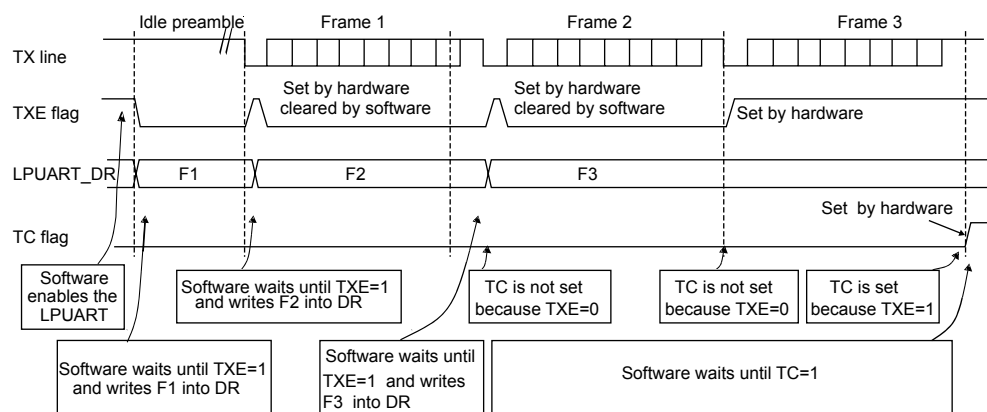 Idle preamble
Frame 1
Frame 2
Frame 3
TX line
TXE flag
Set by hardware
cleared by software
Set by hardware
cleared by software
Set by hardware
LPUART_DR
F1
F2
F3
TC flag
Set by hardware
Software
enables the
LPUART
Software waits until TXE=1
and writes F2 into DR
TC is not set
because TXE=0
TC is not set
because TXE=0
TC is set
because TXE=1
Software waits until TXE=1
and writes F1 into DR
Software waits until
TXE=1 and writes
F3 into DR
Software waits until TC=1